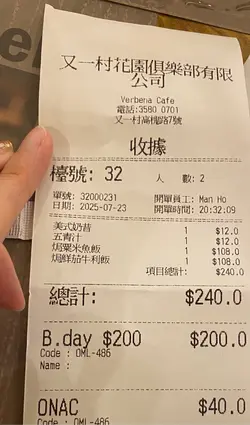 又一村花園俱樂部有限
公司
Verbena Cafe
電話:3580 0701
又一村高槐路7號
收據
檯號: 32 人 數: 2
單號: 32000231 開單員工: Man Ho
日期: 2025-07-23 開單時間: 20:32:09
美式奶昔 1 $12.0
五青汁 1 $12.0
焗粟米魚飯 1 $108.0
焗鮮茄牛利飯 1 $108.0
項目總計: $240.0
總計: $240.0
B.day $200 $200.0
Code : OML-486
Name :
ONAC $40.0
Code : OML-486